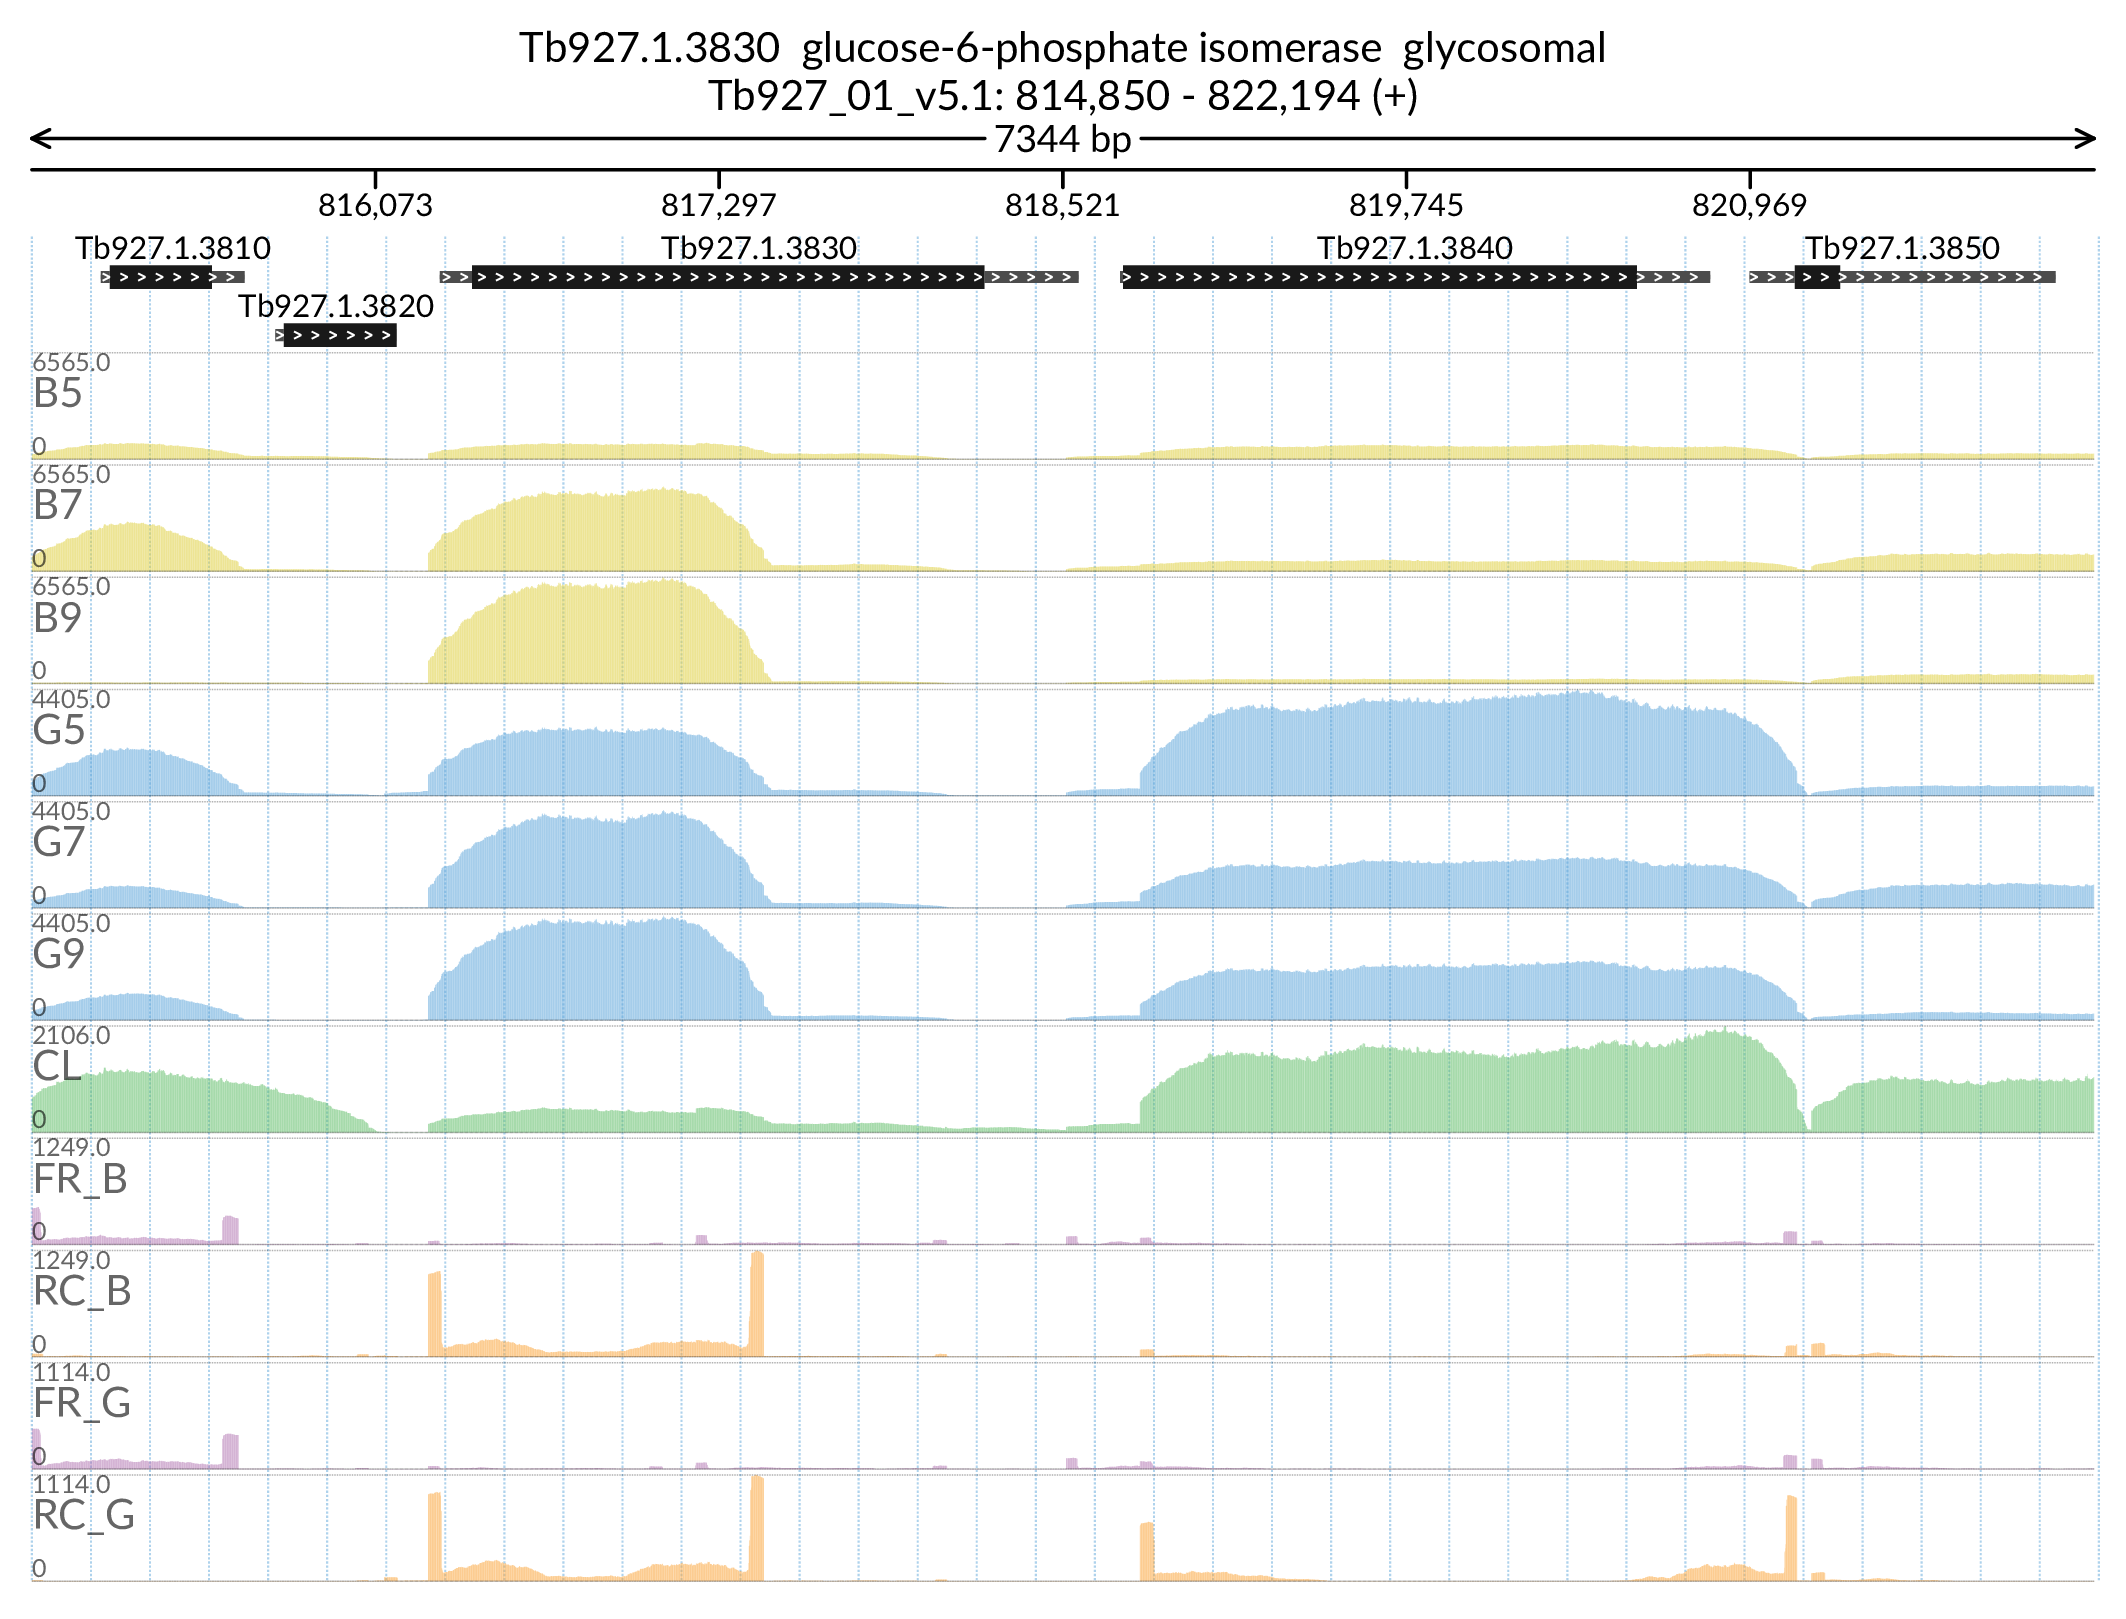 Tb927.1.3830  glucose-6-phosphate isomerase  glycosomal
Tb927_01_v5.1: 814,850 - 822,194 (+)
7344 bp
816,073 817,297 818,521 819,745 820,969
Tb927.1.3810 Tb927.1.3830 Tb927.1.3840 Tb927.1.3850
Tb927.1.3820
6565.0
B5
0
6565.0
B7
0
6565.0
B9
0
4405.0
G5
0
4405.0
G7
0
4405.0
G9
0
2106.0
CL
0
1249.0
FR_B
0
1249.0
RC_B
0
1114.0
FR_G
0
1114.0
RC_G
0